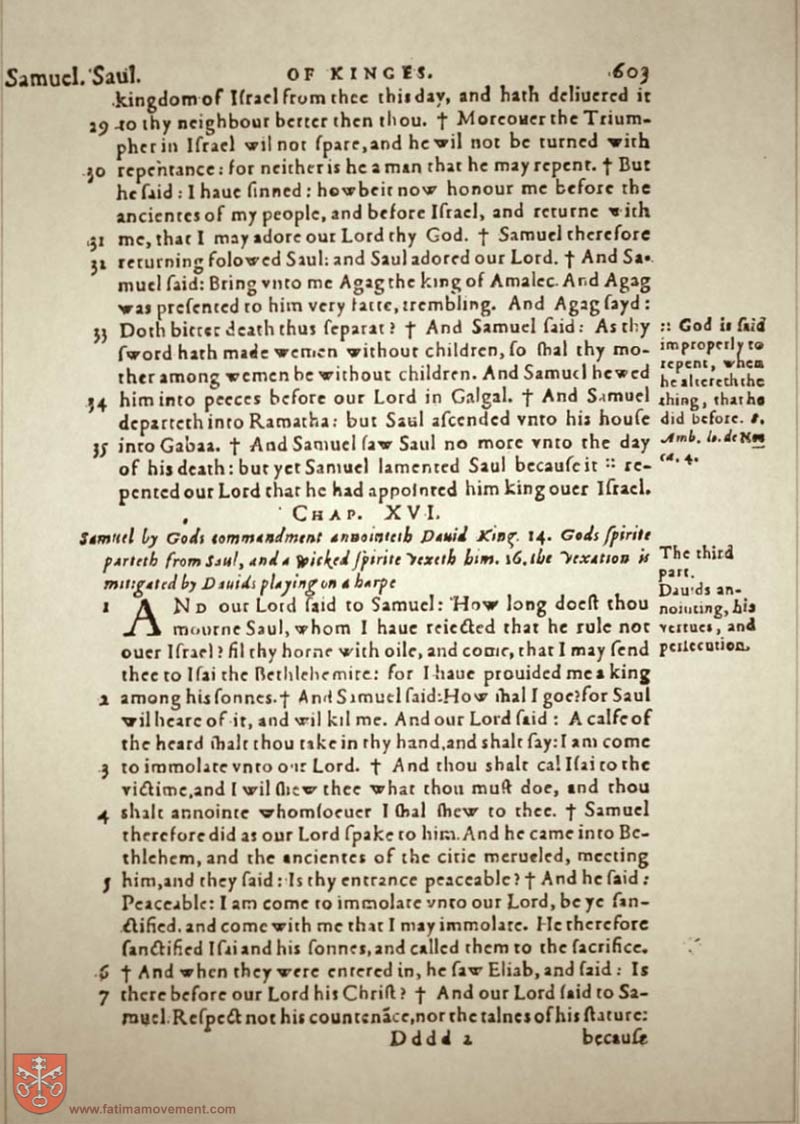 Samuel. Saul. OF KINGES. 603
kingdom of Iſrael from thee this day, and hath deliuered it
29 to thy neighbour better then thou. † Moreouer the Trium-
pher in Iſrael wil not ſpare, and he wil not be turned with
30 repentance: for neither is he a man that he may repent. † But
he ſaid: I haue ſinned: howbeit now honour me before the
ancientes of my people, and before Iſrael, and returne with
31 me, that I may adore our Lord thy God. † Samuel therefore
32 returning folowed Saul: and Saul adored our Lord. † And Sa-
muel ſaid: Bring vnto me Agag the king of Amalec. And Agag
was preſented to him very fatte, trembling. And Agag ſayd:
33 Doth bitter death thus ſeparat? † And Samuel ſaid: As thy
ſword hath made wemen without children, ſo ſhal thy mo-
ther among wemen be without children. And Samuel hewed
34 him into peeces before our Lord in Galgal. † And Samuel
departeth into Ramatha: but Saul aſcended vnto his houſe
35 into Gabaa. † And Samuel ſaw Saul no more vnto the day
of his death: but yet Samuel lamented Saul becauſe it :: re-
pented our Lord that he had appointed him king ouer Iſrael.
:: God is ſaid
improperly to
repent, when
he altereth the
thing, that he
did before. S.
Amb. li. de Noe
ca. 4.
CHAP. XVI.
Samuel by Gods commandment annointeth Dauid King. 14. Gods ſpirite
parteth from Saul, and a wicked ſpirite vexeth him. 16. the vexation is
mitigated by Dauids playing on a harpe
The third
part.
Dauids an-
nointing, his
vertues, and
perſecution.
1 AND our Lord ſaid to Samuel: How long doeſt thou
mourne Saul, whom I haue reiected that he rule not
ouer Iſrael? fil thy horne with oile, and come, that I may ſend
thee to Iſai the Bethlehemite: for I haue prouided me a king
2 among his ſonnes. † And Samuel ſaid: How ſhal I goe? for Saul
wil heare of it, and wil kil me. And our Lord ſaid: A calfe of
the heard ſhalt thou take in thy hand, and ſhalt ſay: I am come
3 to immolate vnto our Lord. † And thou ſhalt cal Iſai to the
victime, and I wil ſhew thee what thou muſt doe, and thou
4 ſhalt annointe whomſoeuer I ſhal ſhew to thee. † Samuel
therefore did as our Lord ſpake to him. And he came into Be-
thlehem, and the ancientes of the citie merueled, meeting
5 him, and they ſaid: Is thy entrance peaceable? † And he ſaid:
Peaceable: I am come to immolate vnto our Lord, be ye ſan-
ctified, and come with me that I may immolate. He therefore
ſanctified Iſai and his ſonnes, and called them to the ſacrifice.
6 † And when they were entered in, he ſaw Eliab, and ſaid: Is
7 there before our Lord his Chriſt? † And our Lord ſaid to Sa-
muel: Reſpect not his countenãce, nor the talnes of his ſtature:
Dddd 2 becauſe
www.fatimamovement.com